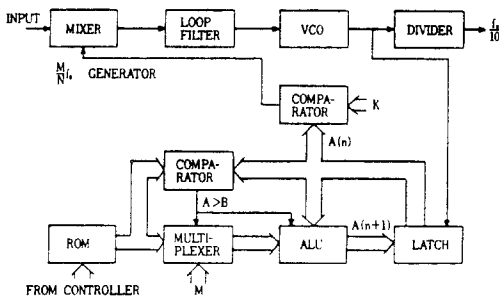 INPUT
MIXER
LOOP
FILTER
VCO
DIVIDER
f₀/10
M/N f₀ GENERATOR
COMPA-
RATOR
K
A(n)
COMPA-
RATOR
A>B
A(n+1)
ROM
MULTI-
PLEXER
ALU
LATCH
FROM CONTROLLER
M